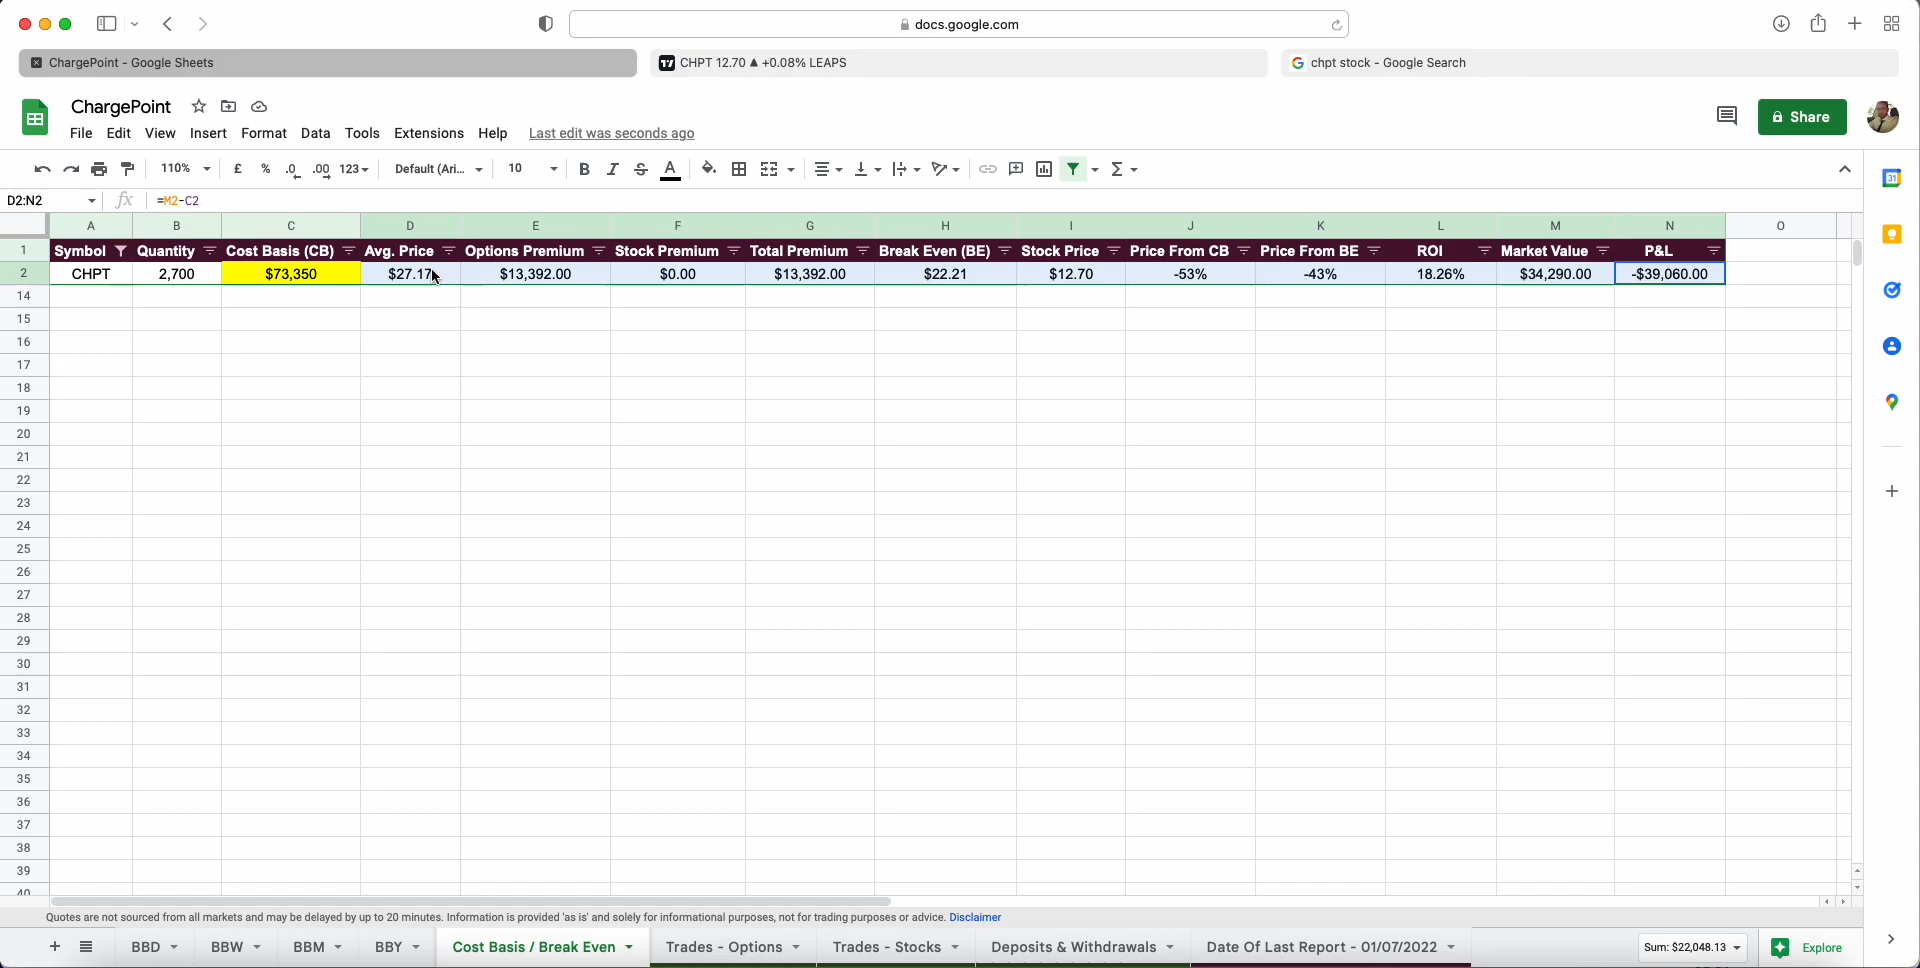 docs.google.com
ChargePoint - Google Sheets
CHPT 12.70 ▲ +0.08% LEAPS
chpt stock - Google Search
ChargePoint
File Edit View Insert Format Data Tools Extensions Help Last edit was seconds ago
Share
110% £ % .0 .00 123 Default (Ari... 10 B I S A
31
D2:N2 fx =M2-C2
A B C D E F G H I J K L M N O
1 Symbol Quantity Cost Basis (CB) Avg. Price Options Premium Stock Premium Total Premium Break Even (BE) Stock Price Price From CB Price From BE ROI Market Value P&L
2 CHPT 2,700 $73,350 $27.17 $13,392.00 $0.00 $13,392.00 $22.21 $12.70 -53% -43% 18.26% $34,290.00 -$39,060.00
14
15
16
17
18
19
20
21
22
23
24
25
26
27
28
29
30
31
32
33
34
35
36
37
38
39
40
Quotes are not sourced from all markets and may be delayed by up to 20 minutes. Information is provided 'as is' and solely for informational purposes, not for trading purposes or advice. Disclaimer
BBD BBW BBM BBY Cost Basis / Break Even Trades - Options Trades - Stocks Deposits & Withdrawals Date Of Last Report - 01/07/2022 Sum: $22,048.13 Explore